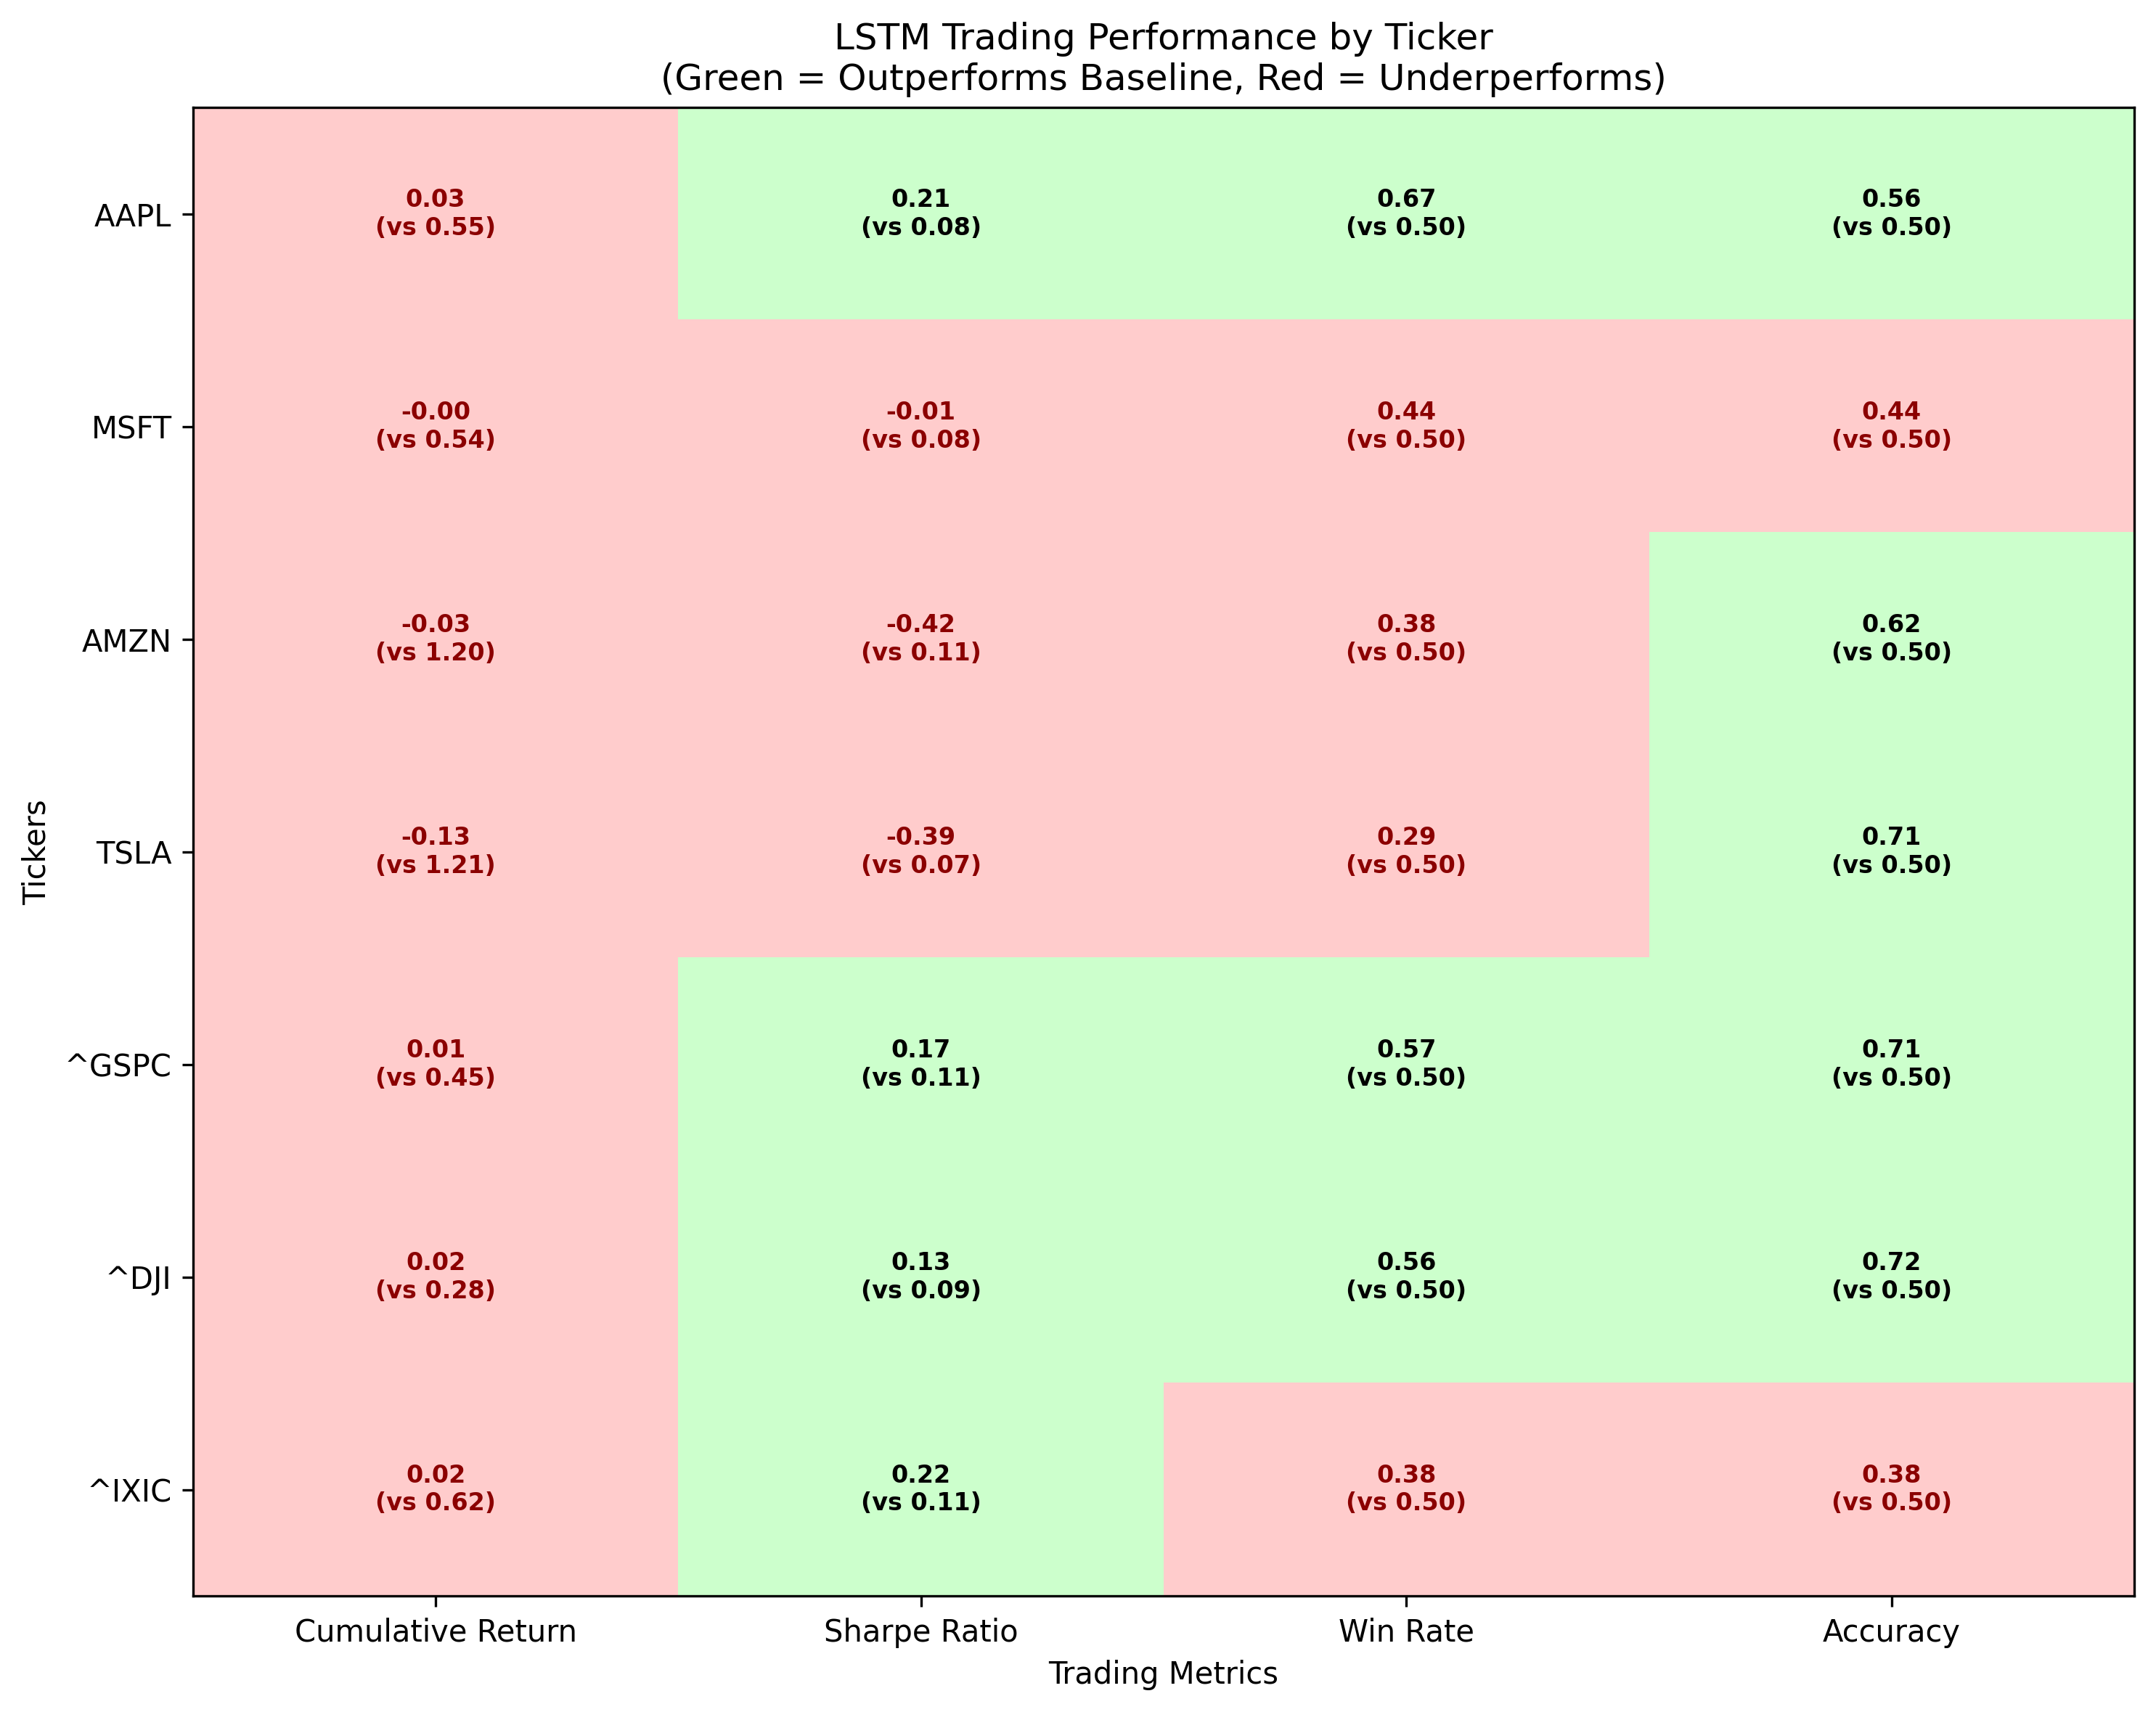 LSTM Trading Performance by Ticker
(Green = Outperforms Baseline, Red = Underperforms)
Tickers
AAPL
0.03
(vs 0.55)
0.21
(vs 0.08)
0.67
(vs 0.50)
0.56
(vs 0.50)
MSFT
-0.00
(vs 0.54)
-0.01
(vs 0.08)
0.44
(vs 0.50)
0.44
(vs 0.50)
AMZN
-0.03
(vs 1.20)
-0.42
(vs 0.11)
0.38
(vs 0.50)
0.62
(vs 0.50)
TSLA
-0.13
(vs 1.21)
-0.39
(vs 0.07)
0.29
(vs 0.50)
0.71
(vs 0.50)
^GSPC
0.01
(vs 0.45)
0.17
(vs 0.11)
0.57
(vs 0.50)
0.71
(vs 0.50)
^DJI
0.02
(vs 0.28)
0.13
(vs 0.09)
0.56
(vs 0.50)
0.72
(vs 0.50)
^IXIC
0.02
(vs 0.62)
0.22
(vs 0.11)
0.38
(vs 0.50)
0.38
(vs 0.50)
Cumulative Return
Sharpe Ratio
Win Rate
Accuracy
Trading Metrics